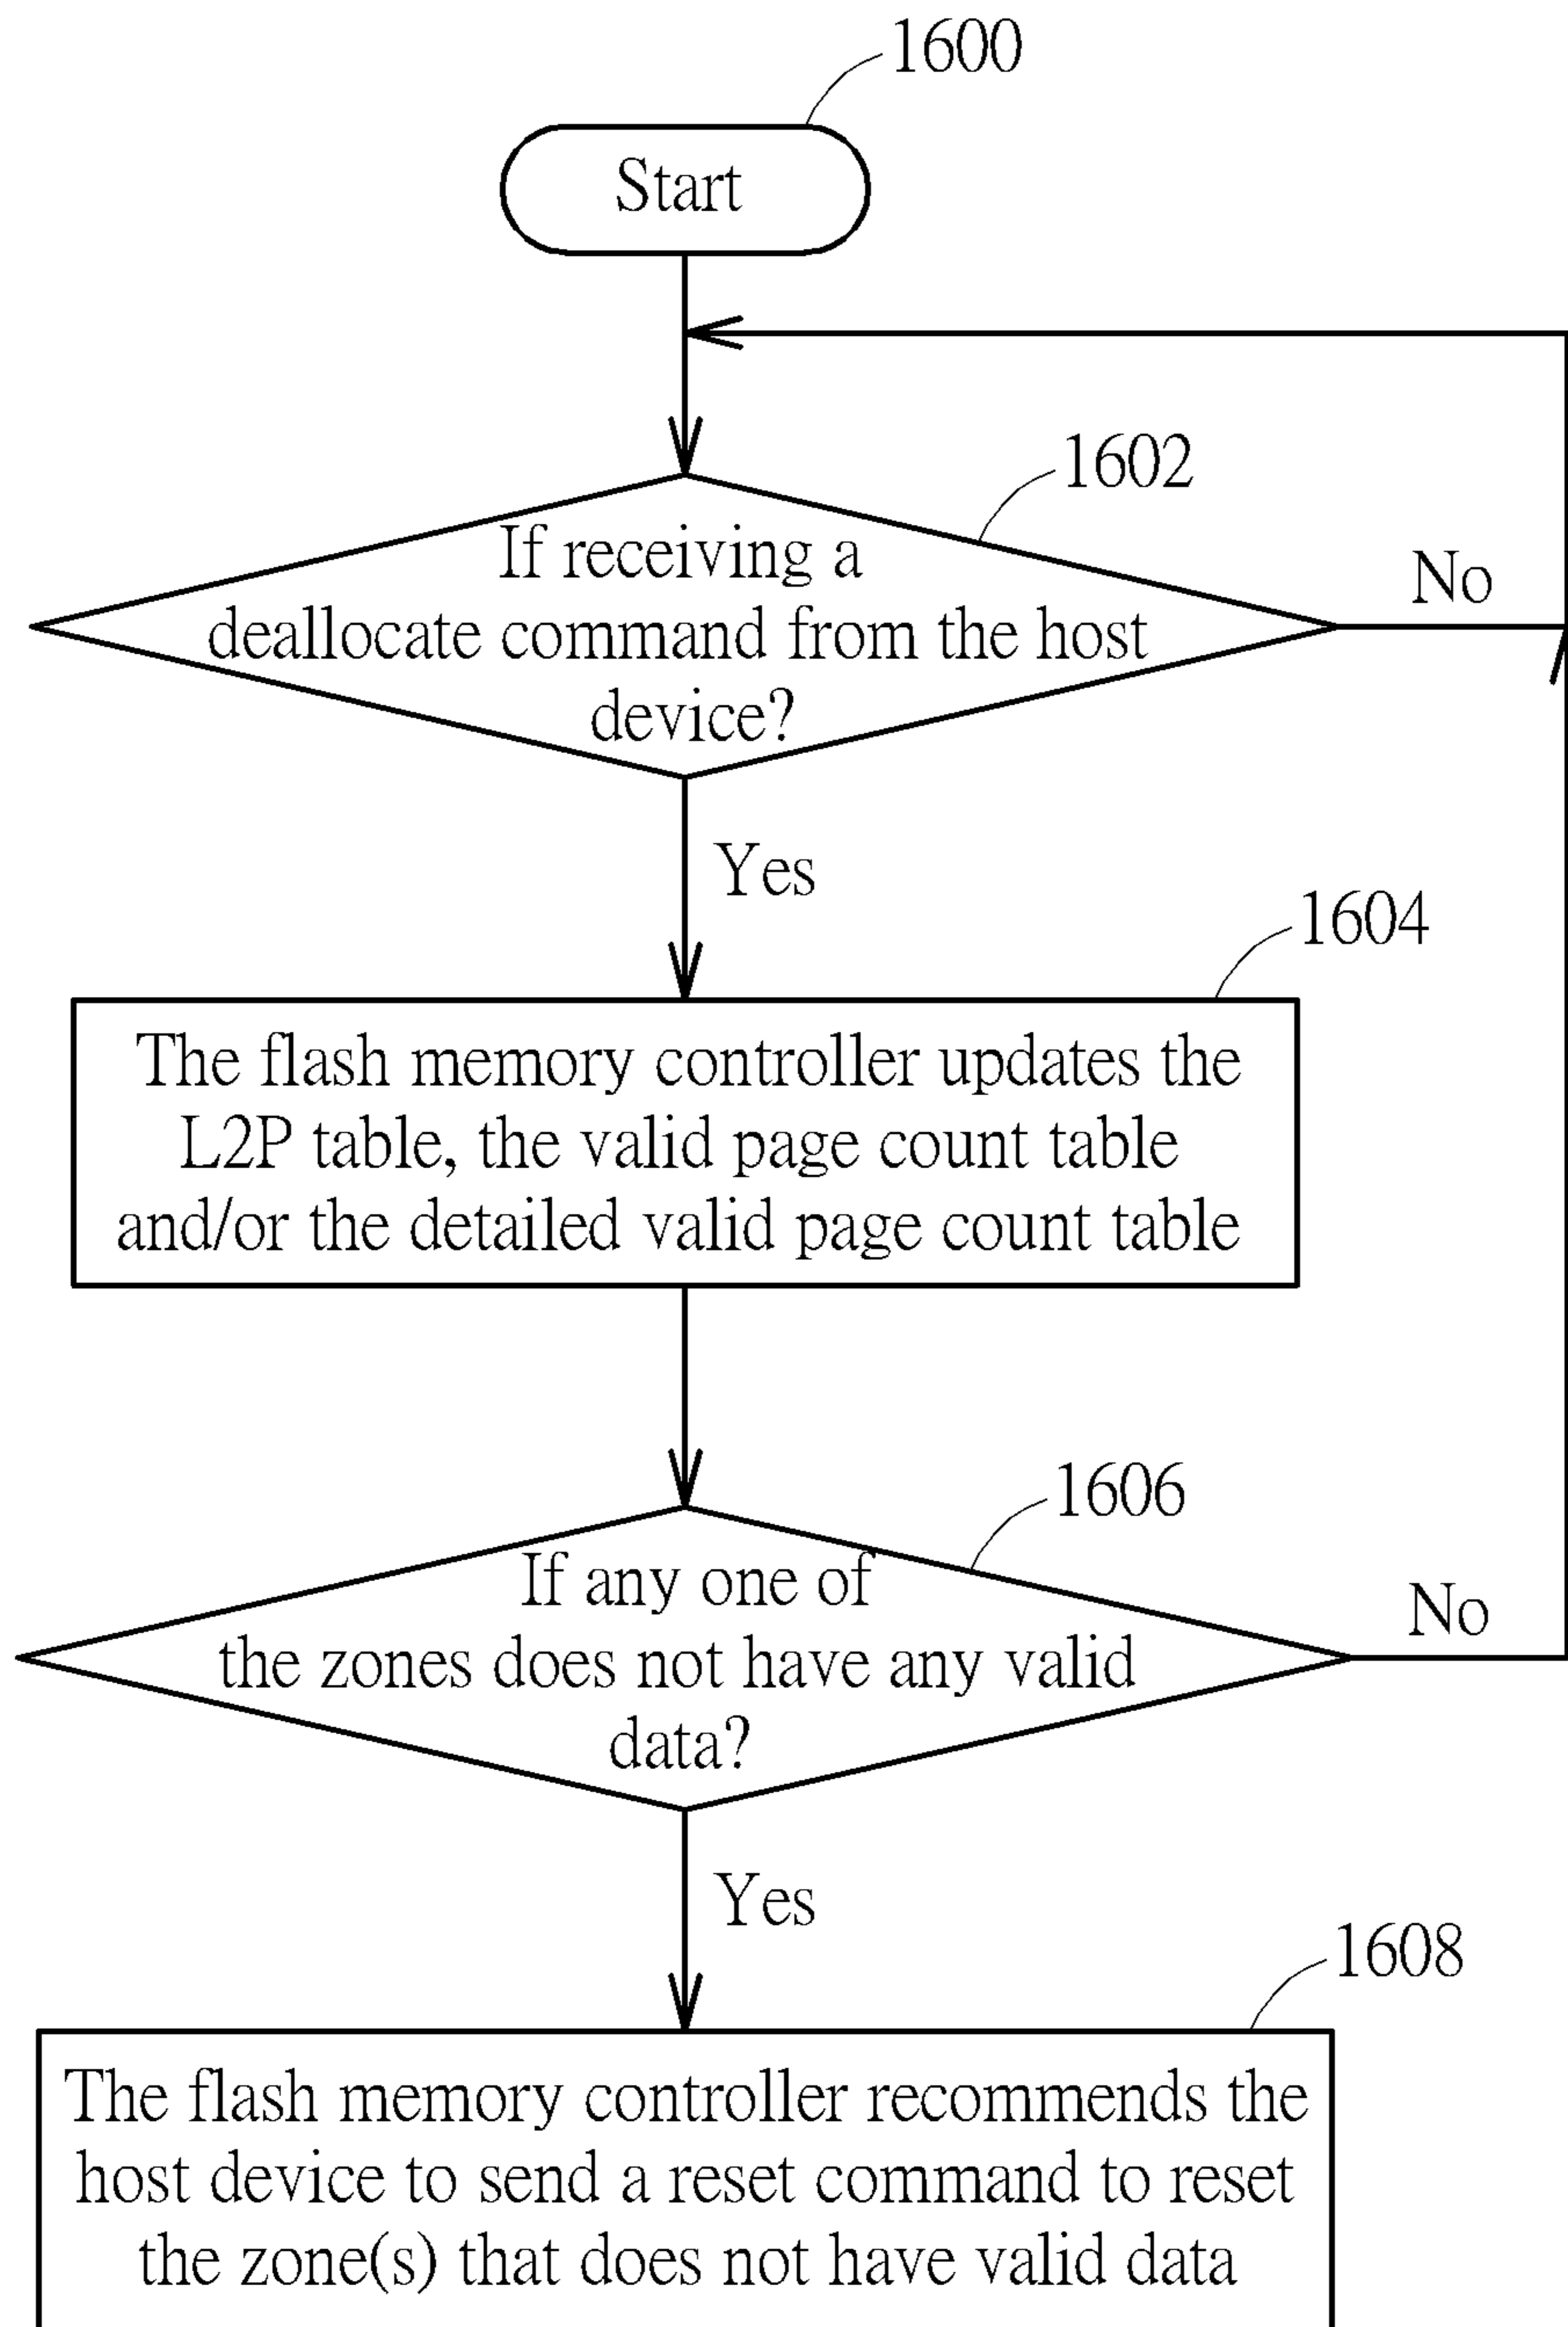 1600
Start
1602
If receiving a
deallocate command from the host
device?
No
Yes
1604
The flash memory controller updates the
L2P table, the valid page count table
and/or the detailed valid page count table
1606
If any one of
the zones does not have any valid
data?
No
Yes
1608
The flash memory controller recommends the
host device to send a reset command to reset
the zone(s) that does not have valid data